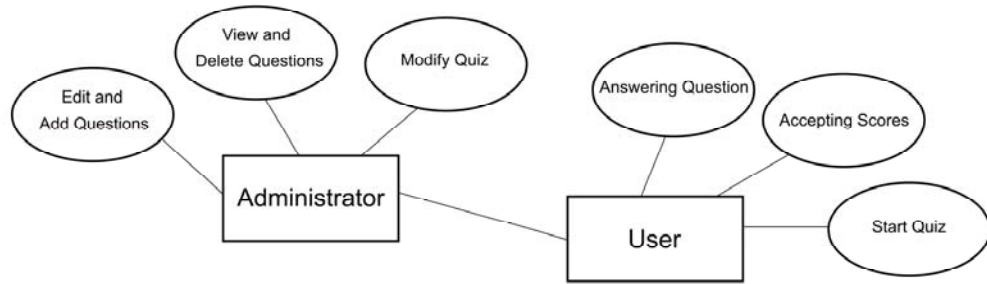 Edit and
Add Questions
View and
Delete Questions
Modify Quiz
Administrator
Answering Question
Accepting Scores
Start Quiz
User